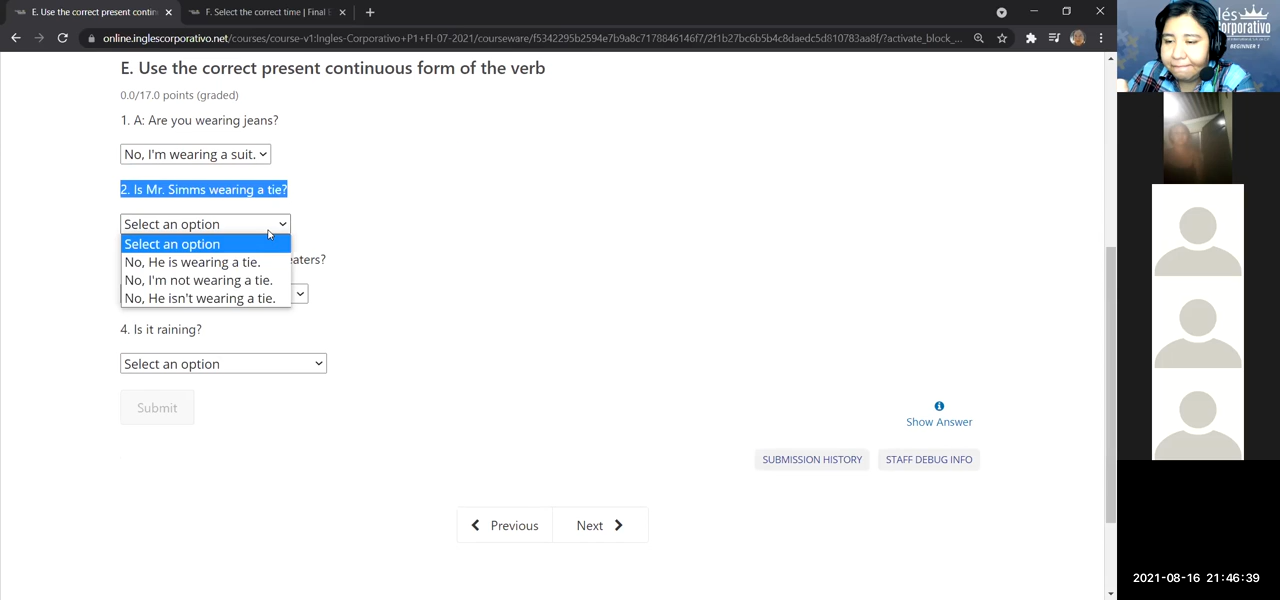 E. Use the correct present contin
F. Select the correct time | Final E
online.inglescorporativo.net/courses/course-v1:Ingles-Corporativo+P1+FI-07-2021/courseware/f5342295b2594e7b9a8c7178846146f7/2f1b27bc6b5b4c8daedc5d810783aa8f/?activate_block_...
E. Use the correct present continuous form of the verb
0.0/17.0 points (graded)
1. A: Are you wearing jeans?
No, I'm wearing a suit.
2. Is Mr. Simms wearing a tie?
Select an option
Select an option
No, He is wearing a tie.
No, I'm not wearing a tie.
No, He isn't wearing a tie.
eaters?
4. Is it raining?
Select an option
Submit
Show Answer
SUBMISSION HISTORY
STAFF DEBUG INFO
Previous
Next
lés
orporativo
BEGINNER 1
2021-08-16 21:46:39